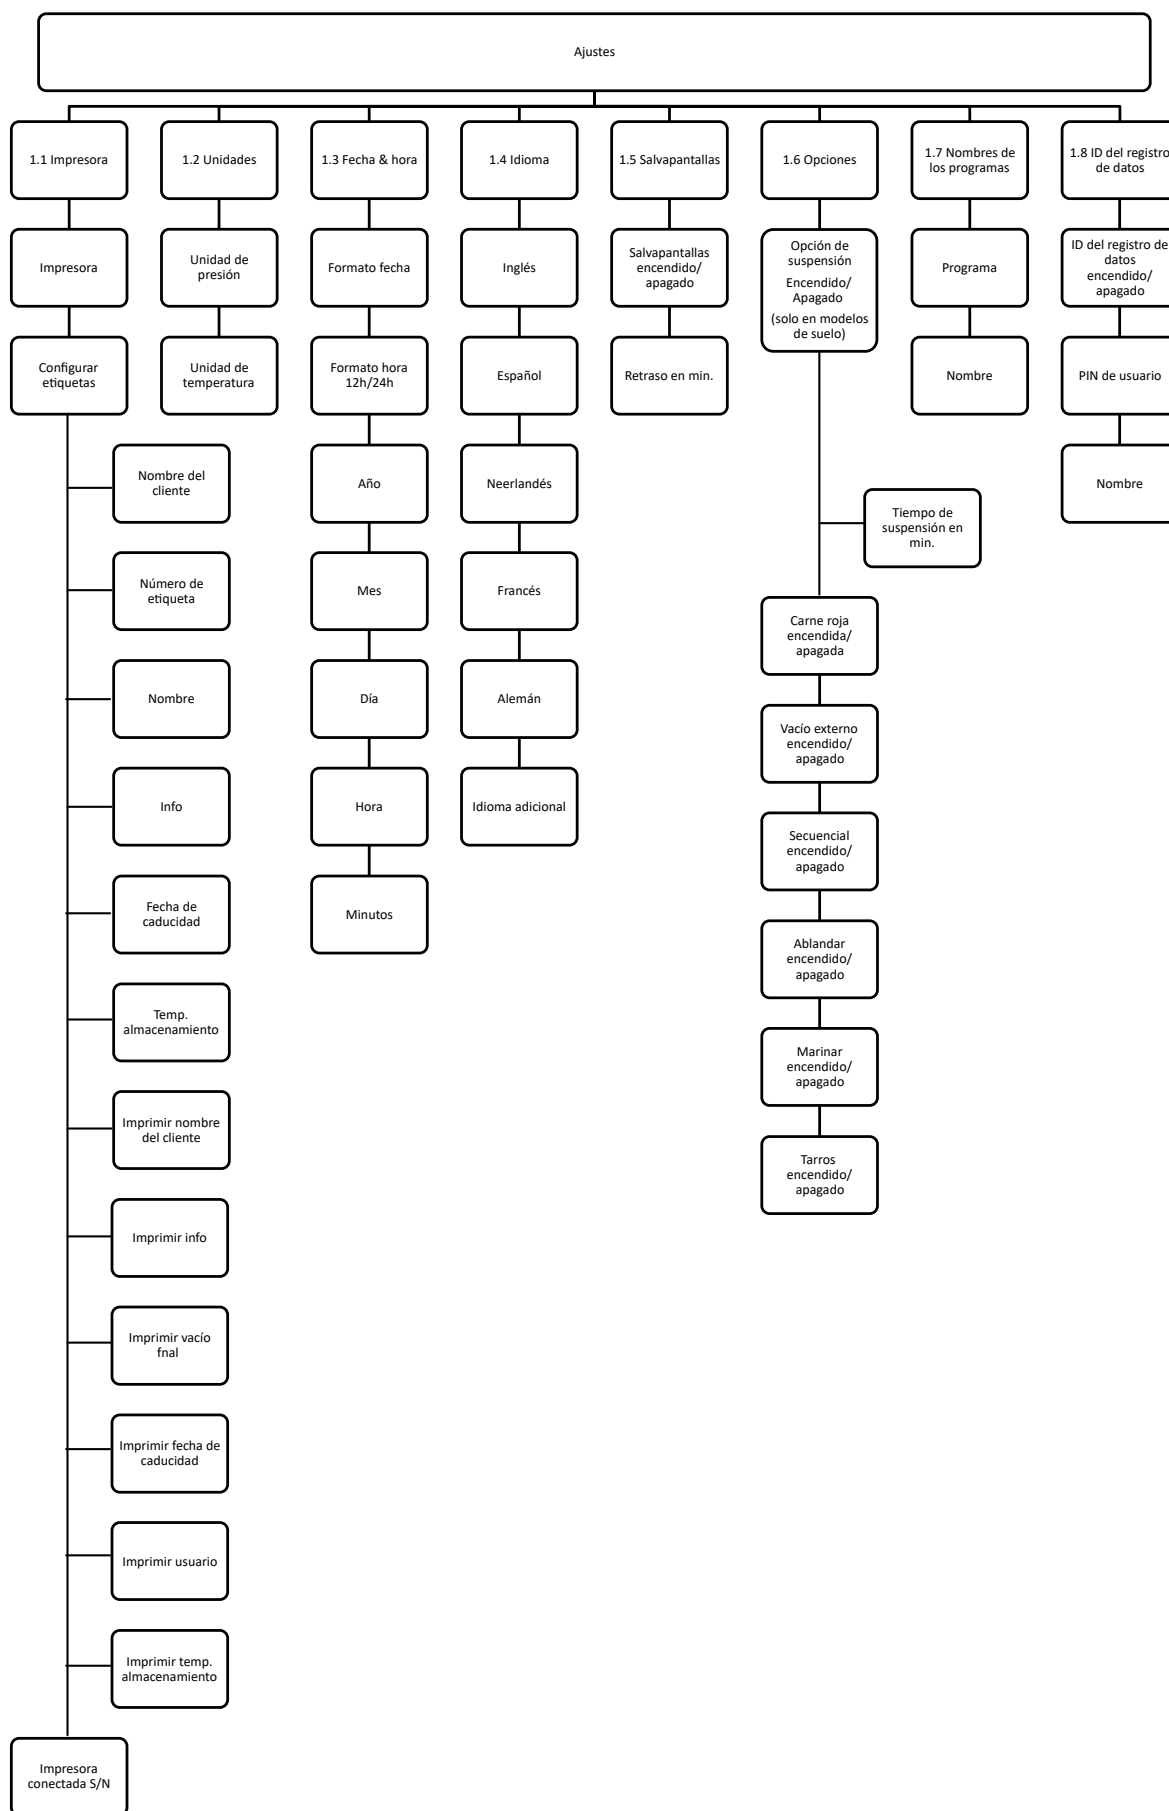 Ajustes
1.1 Impresora
1.2 Unidades
1.3 Fecha & hora
1.4 Idioma
1.5 Salvapantallas
1.6 Opciones
1.7 Nombres de
los programas
1.8 ID del registro
de datos
Impresora
Unidad de
presión
Formato fecha
Inglés
Salvapantallas
encendido/
apagado
Opción de
suspensión
Encendido/
Apagado
(solo en modelos
de suelo)
Programa
ID del registro de
datos
encendido/
apagado
Configurar
etiquetas
Unidad de
temperatura
Formato hora
12h/24h
Español
Retraso en min.
Nombre
PIN de usuario
Nombre del
cliente
Año
Neerlandés
Tiempo de
suspensión en
min.
Nombre
Número de
etiqueta
Mes
Francés
Carne roja
encendida/
apagada
Nombre
Día
Alemán
Vacío externo
encendido/
apagado
Info
Hora
Idioma adicional
Secuencial
encendido/
apagado
Fecha de
caducidad
Minutos
Ablandar
encendido/
apagado
Temp.
almacenamiento
Marinar
encendido/
apagado
Imprimir nombre
del cliente
Tarros
encendido/
apagado
Imprimir info
Imprimir vacío
fnal
Imprimir fecha de
caducidad
Imprimir usuario
Imprimir temp.
almacenamiento
Impresora
conectada S/N